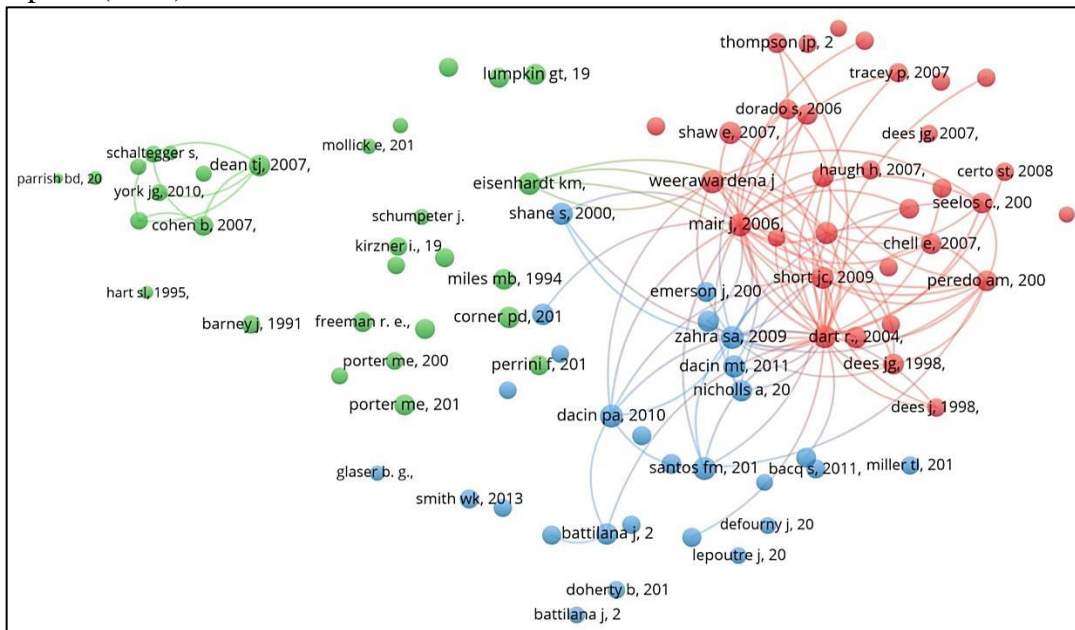 thompson jp, 2
lumpkin gt, 19
tracey p, 2007
dorado s, 2006
shaw e, 2007,
dees jg, 2007,
mollick e, 201
schaltegger s,
dean tj, 2007,
parrish bd, 20
york jg, 2010,
eisenhardt km,
weerawardena j
haugh h, 2007,
certo st, 2008
seelos c., 200
schumpeter j.
shane s, 2000,
cohen b, 2007,
mair j, 2006,
kirzner i., 19
chell e, 2007,
miles mb, 1994
short jc, 2009
peredo am, 200
hart sl, 1995,
emerson j, 200
barney j, 1991
freeman r. e.,
corner pd, 201
zahra sa, 2009
dart r., 2004,
porter me, 200
perrini f, 201
dacin mt, 2011
dees jg, 1998,
nicholls a, 20
porter me, 201
dacin pa, 2010
dees j, 1998,
glaser b. g.,
santos fm, 201
bacq s, 2011,
miller tl, 201
smith wk, 2013
battilana j, 2
defourny j, 20
lepoutre j, 20
doherty b, 201
battilana j, 2